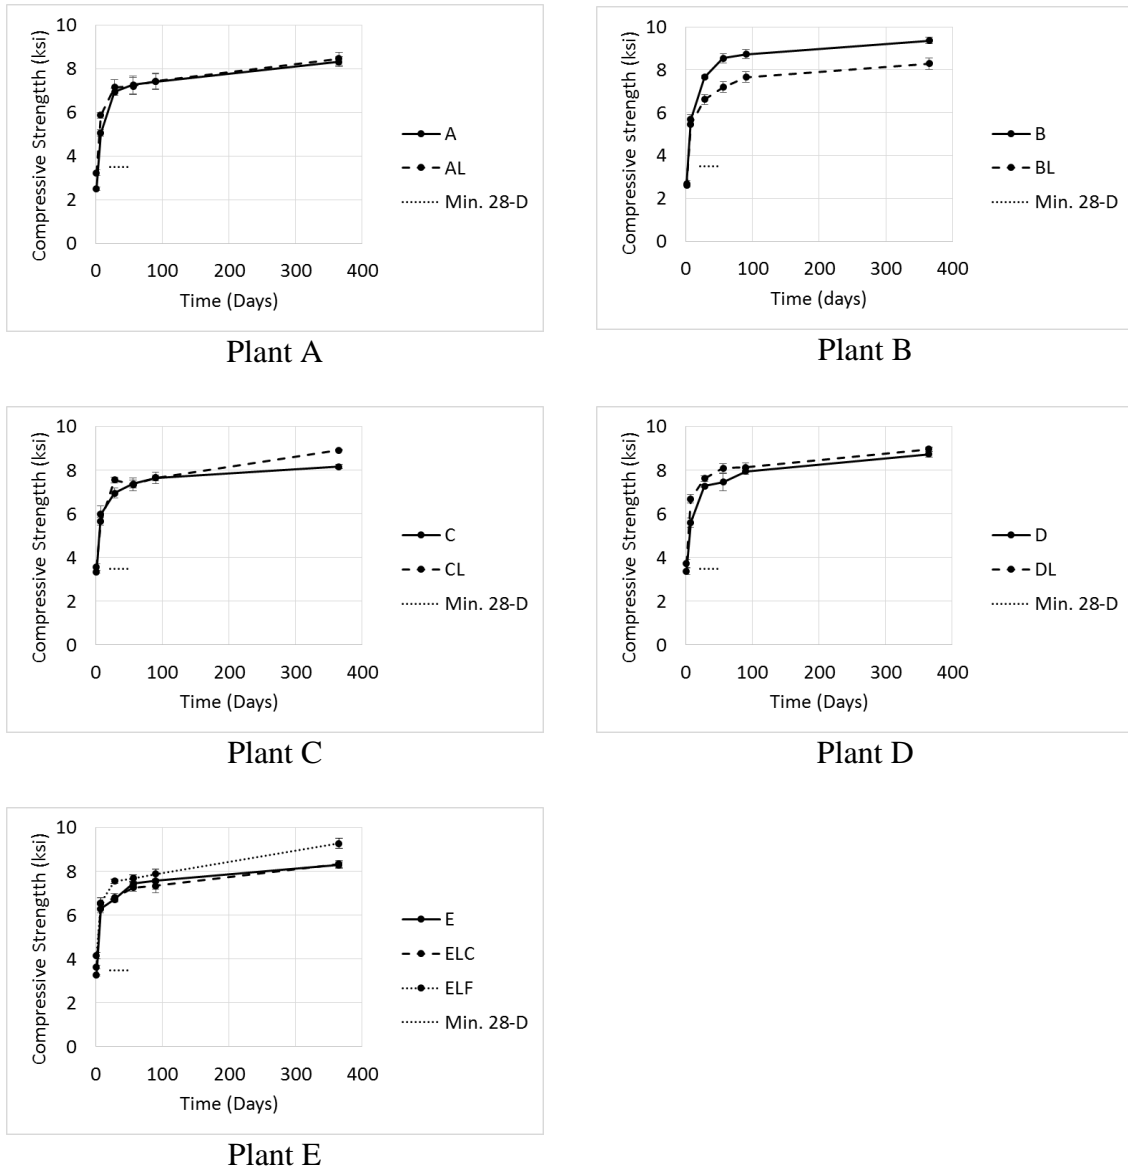 Compressive Strengtth (ksi)
10
8
6
4
2
0
0 100 200 300 400
Time (Days)
A
AL
Min. 28-D
Plant A
Compressive strength (ksi)
10
8
6
4
2
0
0 100 200 300 400
Time (days)
B
BL
Min. 28-D
Plant B
Compressive Strengtth (ksi)
10
8
6
4
2
0
0 100 200 300 400
Time (Days)
C
CL
Min. 28-D
Plant C
Compressive Strengtth (ksi)
10
8
6
4
2
0
0 100 200 300 400
Time (Days)
D
DL
Min. 28-D
Plant D
Compressive Strengtth (ksi)
10
8
6
4
2
0
0 100 200 300 400
Time (Days)
E
ELC
ELF
Min. 28-D
Plant E